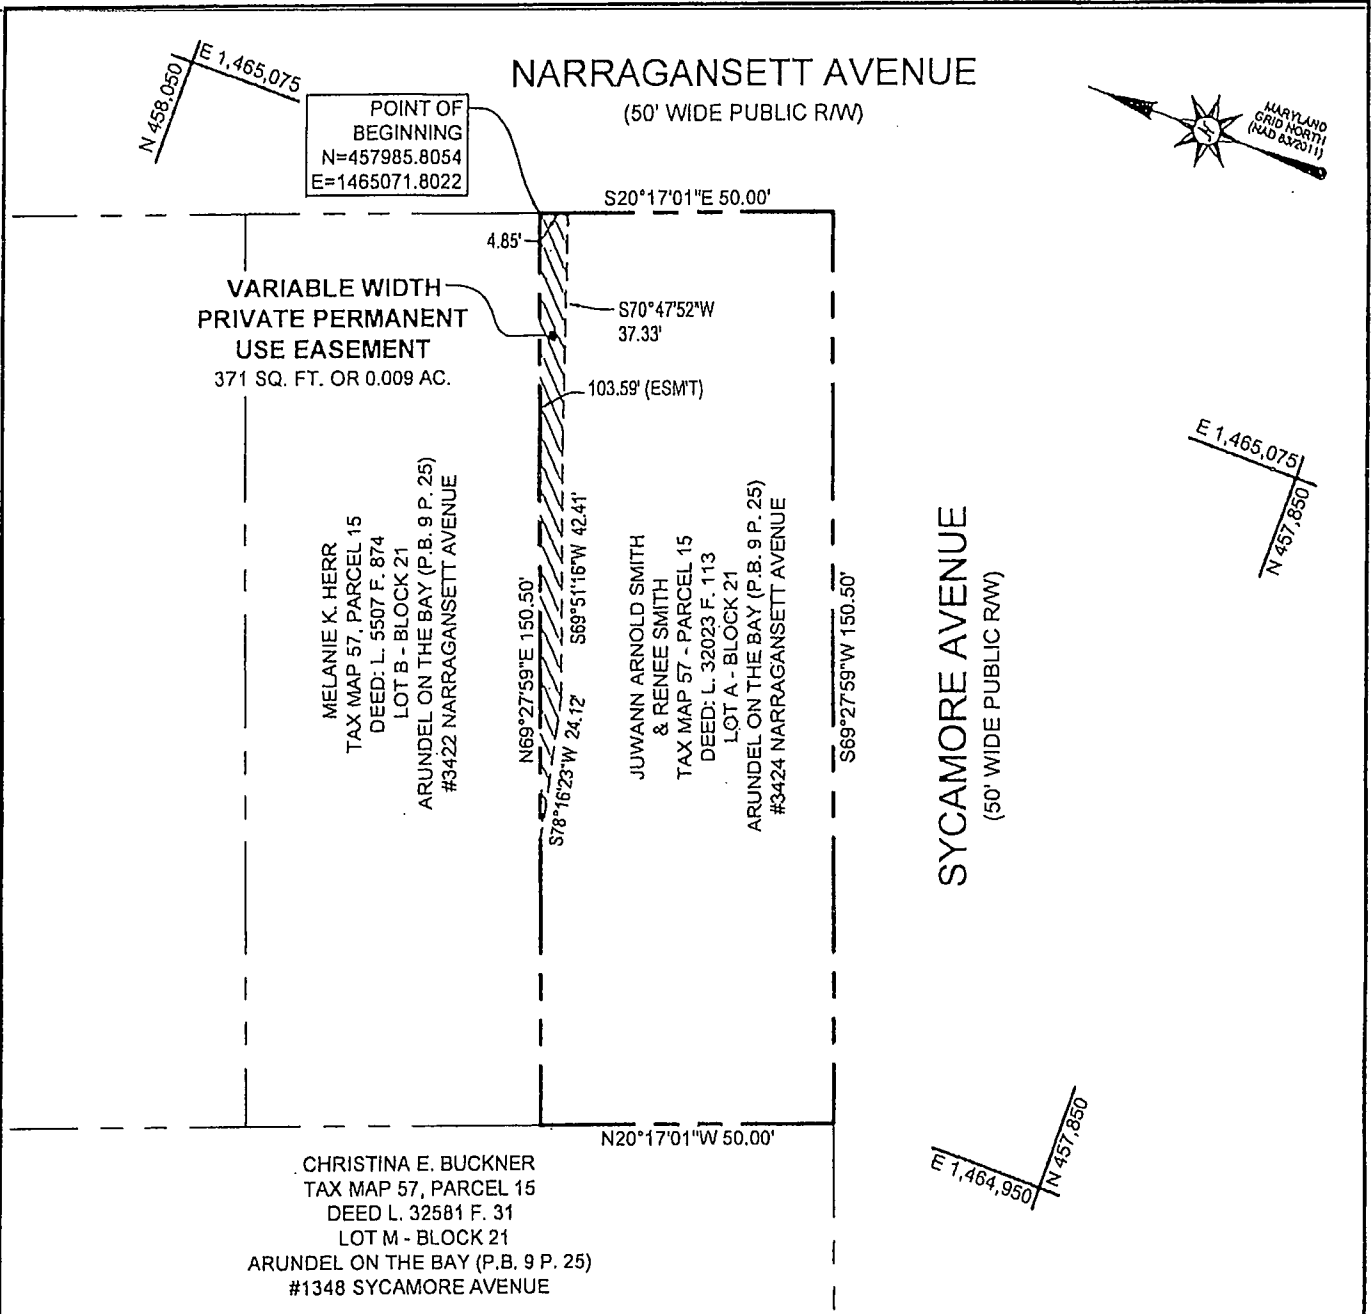 NARRAGANSETT AVENUE
(50' WIDE PUBLIC R/W)
E 1,465,075
N 458,050
POINT OF
BEGINNING
N=457985.8054
E=1465071.8022
MARYLAND
GRID NORTH
(NAD 83/2011)
S20°17'01"E 50.00'
4.85'
VARIABLE WIDTH
PRIVATE PERMANENT
USE EASEMENT
371 SQ. FT. OR 0.009 AC.
S70°47'52"W
37.33'
103.59' (ESM'T)
E 1,465,075
N 457,850
MELANIE K. HERR
TAX MAP 57, PARCEL 15
DEED: L. 5507 F. 874
LOT B - BLOCK 21
ARUNDEL ON THE BAY (P.B. 9 P. 25)
#3422 NARRAGANSETT AVENUE
N69°27'59"E 150.50'
S69°51'16"W 42.41'
S78°16'23"W 24.12'
JUWANN ARNOLD SMITH
& RENEE SMITH
TAX MAP 57 - PARCEL 15
DEED: L. 32023 F. 113
LOT A - BLOCK 21
ARUNDEL ON THE BAY (P.B. 9 P. 25)
#3424 NARRAGANSETT AVENUE
S69°27'59"W 150.50'
SYCAMORE AVENUE
(50' WIDE PUBLIC R/W)
N20°17'01"W 50.00'
E 1,464,950
N 457,850
CHRISTINA E. BUCKNER
TAX MAP 57, PARCEL 15
DEED L. 32581 F. 31
LOT M - BLOCK 21
ARUNDEL ON THE BAY (P.B. 9 P. 25)
#1348 SYCAMORE AVENUE